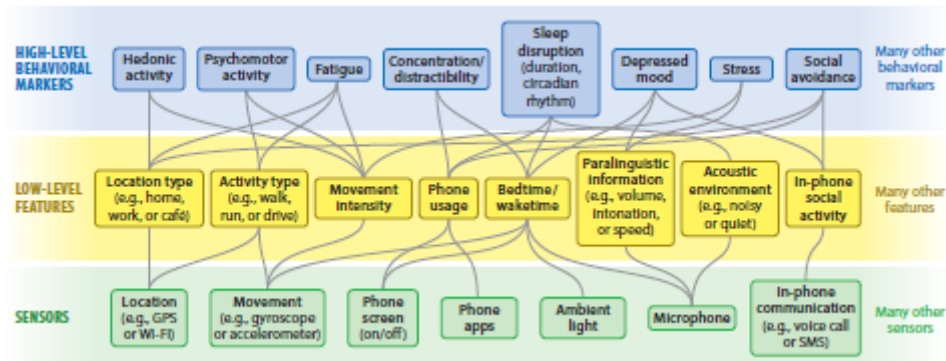 HIGH-LEVEL
BEHAVIORAL
MARKERS
Hedonic
activity
Psychomotor
activity
Fatigue
Concentration/
distractibility
Sleep
disruption
(duration,
circadian
rhythm)
Depressed
mood
Stress
Social
avoidance
Many other
behavioral
markers
LOW-LEVEL
FEATURES
Location type
(e.g., home,
work, or café)
Activity type
(e.g., walk,
run, or drive)
Movement
intensity
Phone
usage
Bedtime/
waketime
Paralinguistic
information
(e.g., volume,
intonation,
or speed)
Acoustic
environment
(e.g., noisy
or quiet)
In-phone
social
activity
Many other
features
SENSORS
Location
(e.g., GPS
or Wi-Fi)
Movement
(e.g., gyroscope
or accelerometer)
Phone
screen
(on/off)
Phone
apps
Ambient
light
Microphone
In-phone
communication
(e.g., voice call
or SMS)
Many other
sensors